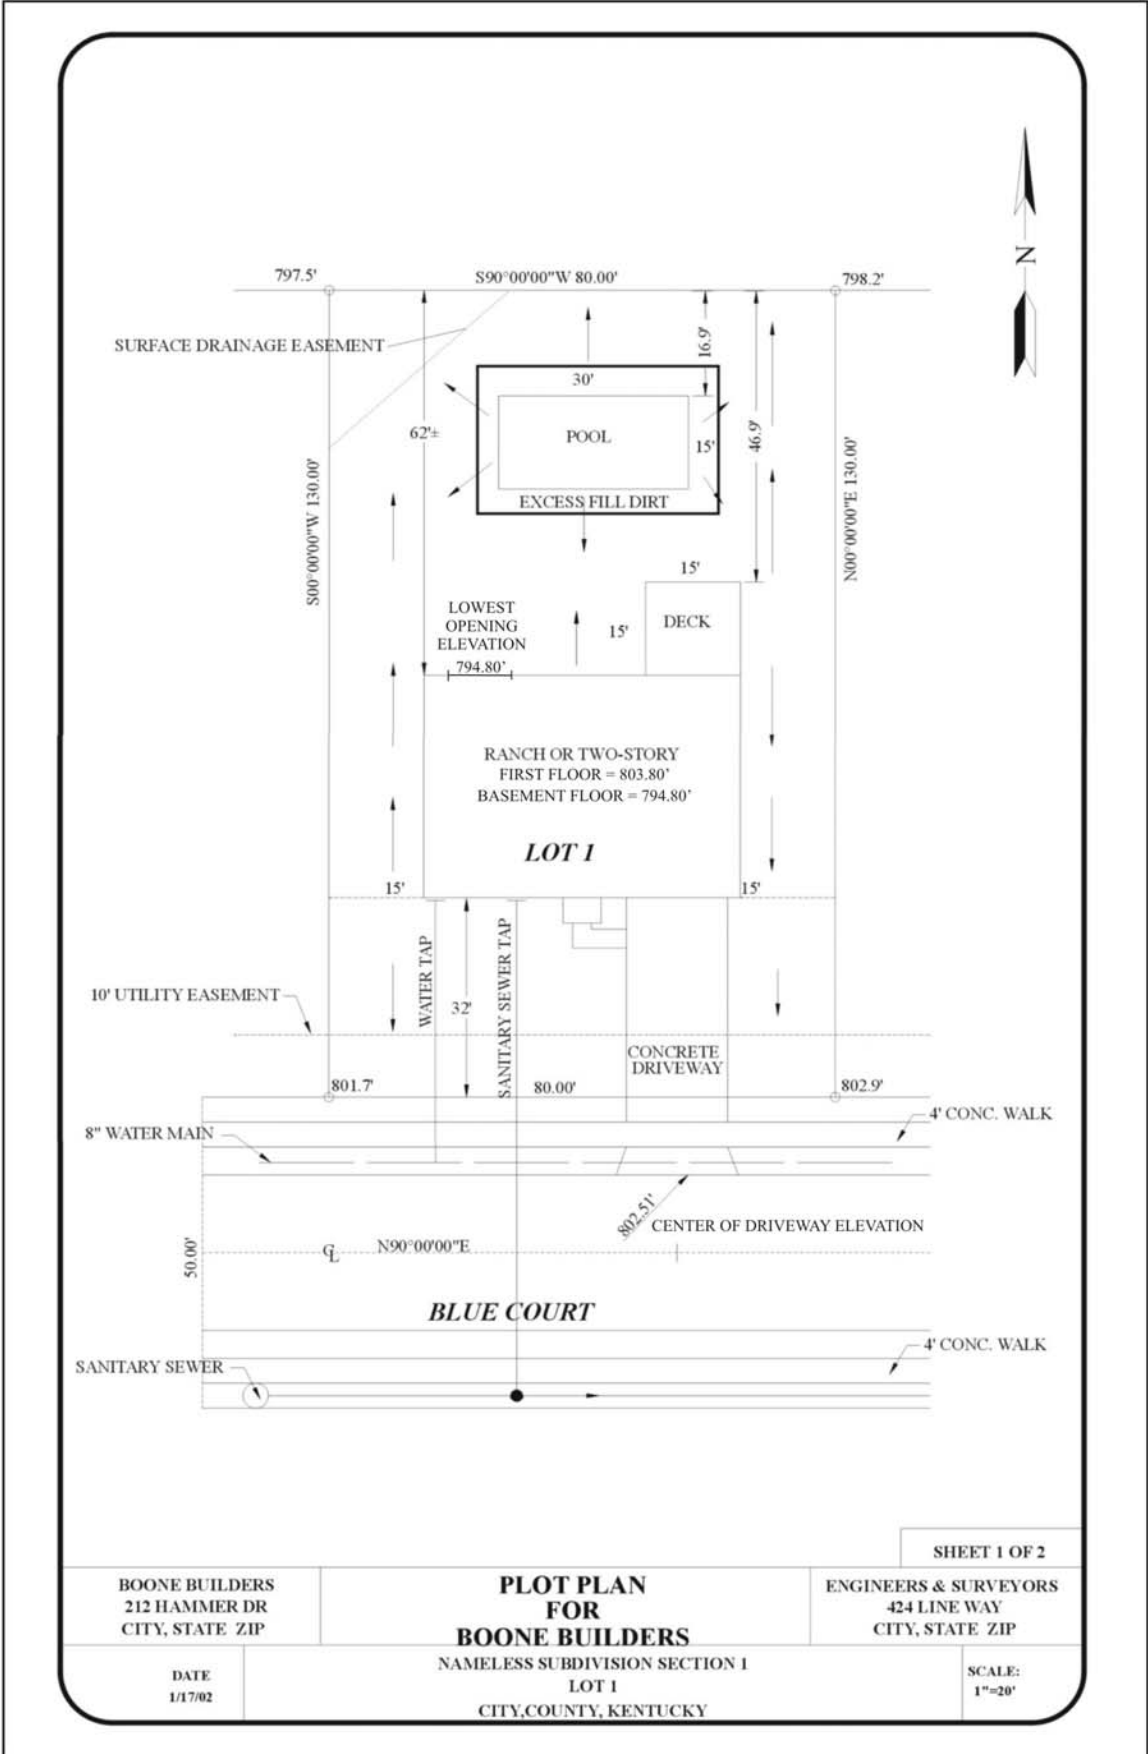 N
797.5'
S90°00'00"W 80.00'
798.2'
SURFACE DRAINAGE EASEMENT
16.9'
30'
62'±
POOL
15'
46.9'
EXCESS FILL DIRT
S00°00'00"W 130.00'
N00°00'00"E 130.00'
15'
LOWEST
OPENING
ELEVATION
794.80'
15'
DECK
RANCH OR TWO-STORY
FIRST FLOOR = 803.80'
BASEMENT FLOOR = 794.80'
LOT 1
15'
15'
WATER TAP
32'
SANITARY SEWER TAP
10' UTILITY EASEMENT
CONCRETE
DRIVEWAY
801.7'
80.00'
802.9'
4' CONC. WALK
8" WATER MAIN
802.51'
CENTER OF DRIVEWAY ELEVATION
50.00'
CL
N90°00'00"E
BLUE COURT
4' CONC. WALK
SANITARY SEWER
SHEET 1 OF 2
BOONE BUILDERS
212 HAMMER DR
CITY, STATE ZIP
PLOT PLAN
FOR
BOONE BUILDERS
ENGINEERS & SURVEYORS
424 LINE WAY
CITY, STATE ZIP
DATE
1/17/02
NAMELESS SUBDIVISION SECTION 1
LOT 1
CITY,COUNTY, KENTUCKY
SCALE:
1"=20'